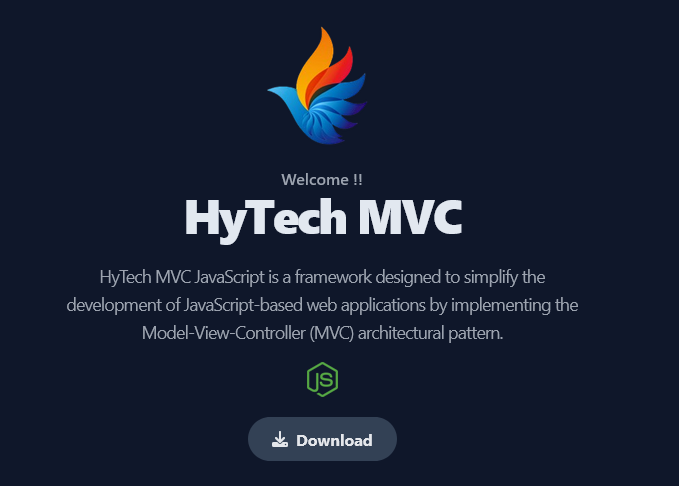 Welcome !!
HyTech MVC
HyTech MVC JavaScript is a framework designed to simplify the
development of JavaScript-based web applications by implementing the
Model-View-Controller (MVC) architectural pattern.
JS
Download